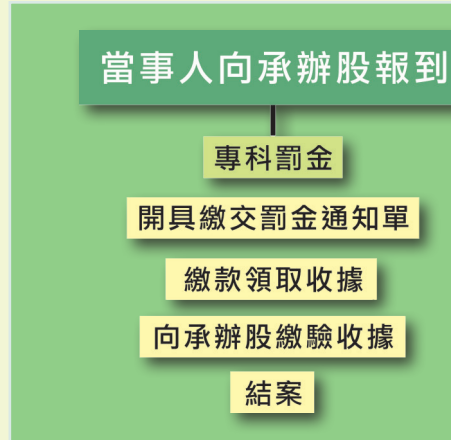 當事人向承辦股報到
專科罰金
開具繳交罰金通知單
繳款領取收據
向承辦股繳驗收據
結案